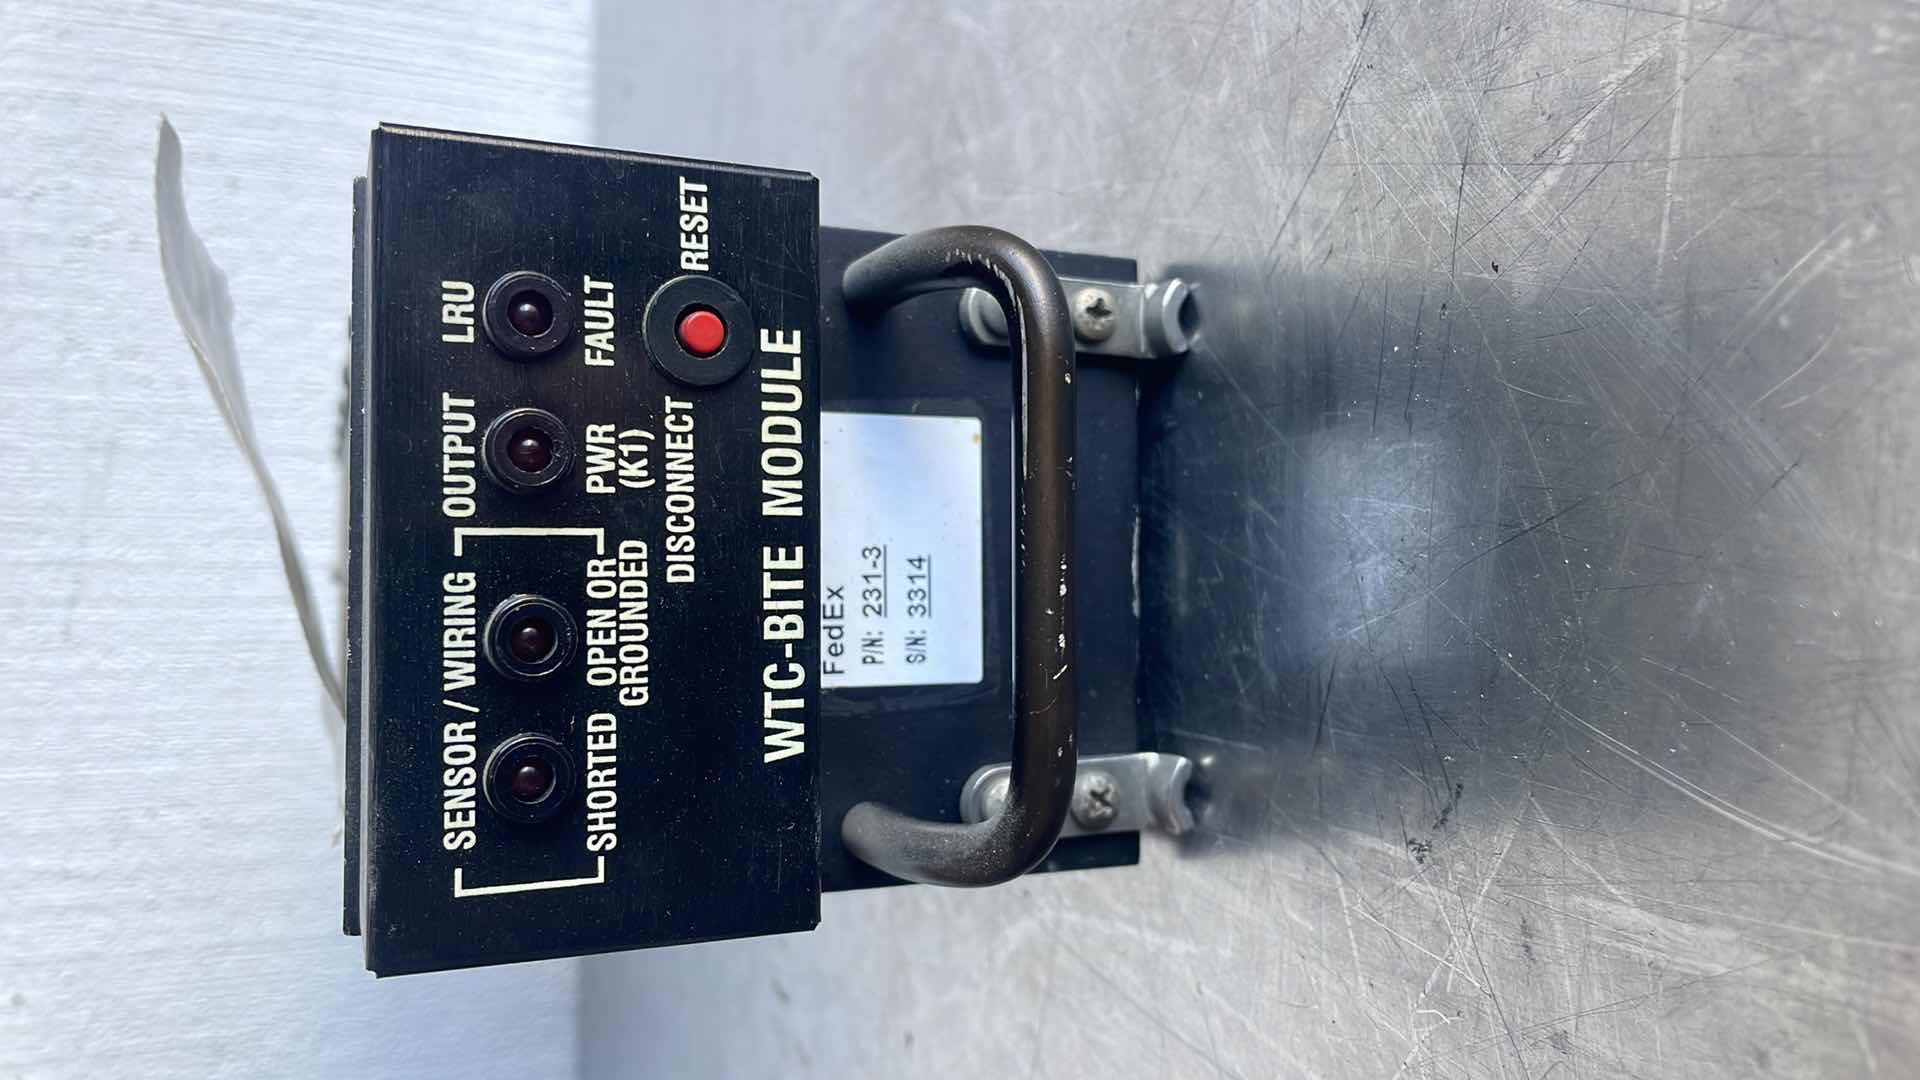 SENSOR / WIRING OUTPUT LRU
SHORTED OPEN OR PWR FAULT
GROUNDED (K1)
DISCONNECT RESET
WTC-BITE MODULE
FedEx
P/N: 231-3
S/N: 3314